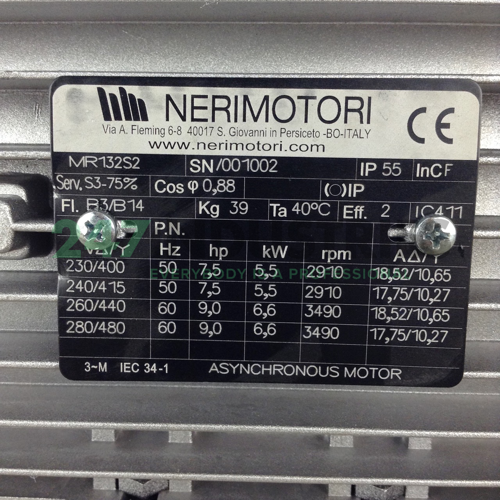 NERIMOTORI
Via A. Fleming 6-8 40017 S. Giovanni in Persiceto -BO-ITALY
www.nerimotori.com
CE
MR132S2 SN/001002 IP 55 InCF
Serv. S3-75% Cos φ 0,88 (O)IP
Fl. B3/B14 Kg 39 Ta 40°C Eff. 2 IC411
P.N.
V Δ/Y Hz hp kW rpm A Δ/Y
230/400 50 7,5 5,5 2910 18,52/10,65
EVERYBODY IS A PROFESSIONAL
240/415 50 7,5 5,5 2910 17,75/10,27
260/440 60 9,0 6,6 3490 18,52/10,65
280/480 60 9,0 6,6 3490 17,75/10,27
3~M IEC 34-1 ASYNCHRONOUS MOTOR